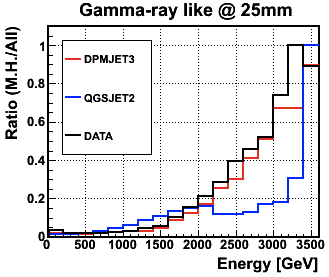 Gamma-ray like @ 25mm
Ratio (M.H./All)
1
0.8
0.6
0.4
0.2
0
DPMJET3
QGSJET2
DATA
0 500 1000 1500 2000 2500 3000 3500
Energy [GeV]